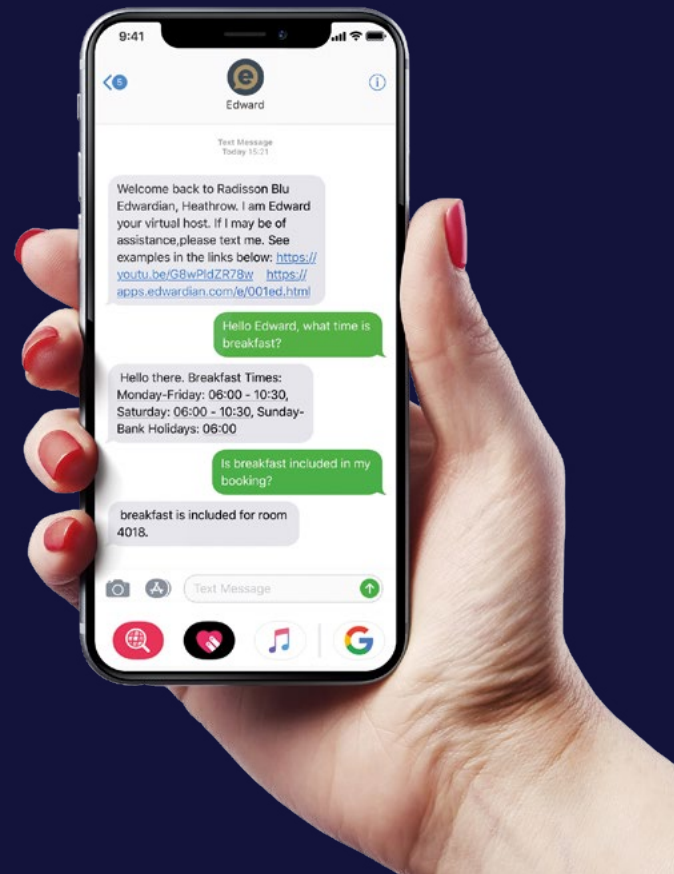 9:41
5
e
Edward
Text Message
Today 15:21
Welcome back to Radisson Blu
Edwardian, Heathrow. I am Edward
your virtual host. If I may be of
assistance,please text me. See
examples in the links below: https://
youtu.be/G8wPldZR78w https://
apps.edwardian.com/e/001ed.html
Hello Edward, what time is
breakfast?
Hello there. Breakfast Times:
Monday-Friday: 06:00 - 10:30,
Saturday: 06:00 - 10:30, Sunday-
Bank Holidays: 06:00
Is breakfast included in my
booking?
breakfast is included for room
4018.
Text Message
G